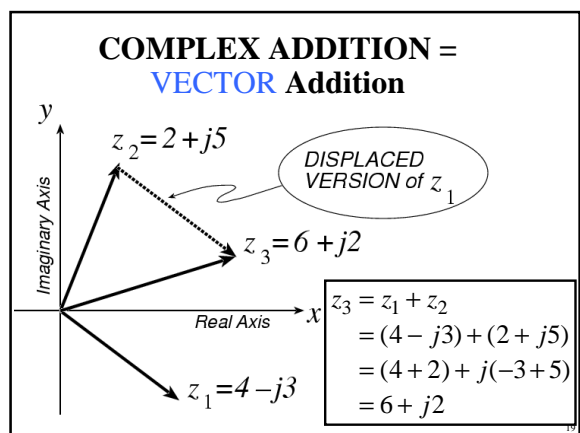 COMPLEX ADDITION =
VECTOR Addition
y
z₂ = 2 + j5
DISPLACED
VERSION of z₁
Imaginary Axis
z₃ = 6 + j2
Real Axis
x
z₁ = 4 – j3
z₃ = z₁ + z₂
= (4 − j3) + (2 + j5)
= (4 + 2) + j(−3 + 5)
= 6 + j2
19